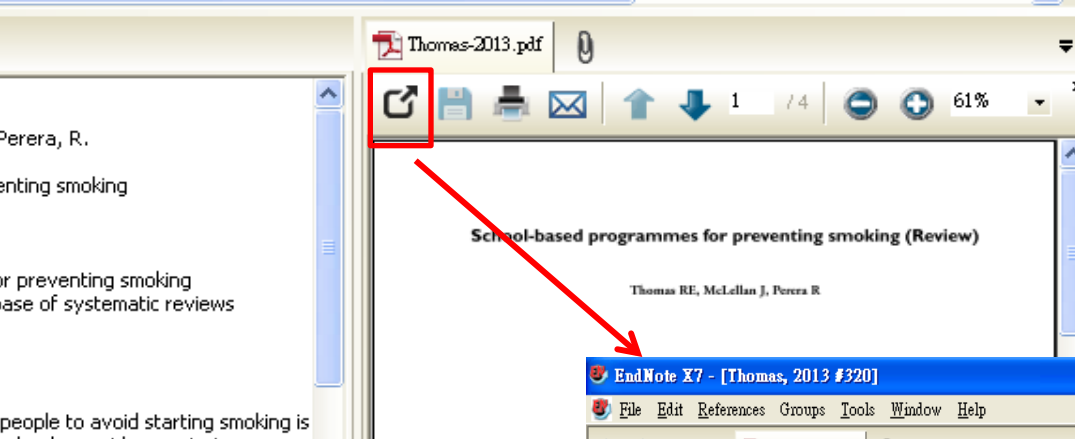 Thomas-2013.pdf
1 / 4 61%
Perera, R.
enting smoking
or preventing smoking
base of systematic reviews
people to avoid starting smoking is
School-based programmes for preventing smoking (Review)
Thomas RE, McLellan J, Perera R
EndNote X7 - [Thomas, 2013 #320]
File Edit References Groups Tools Window Help